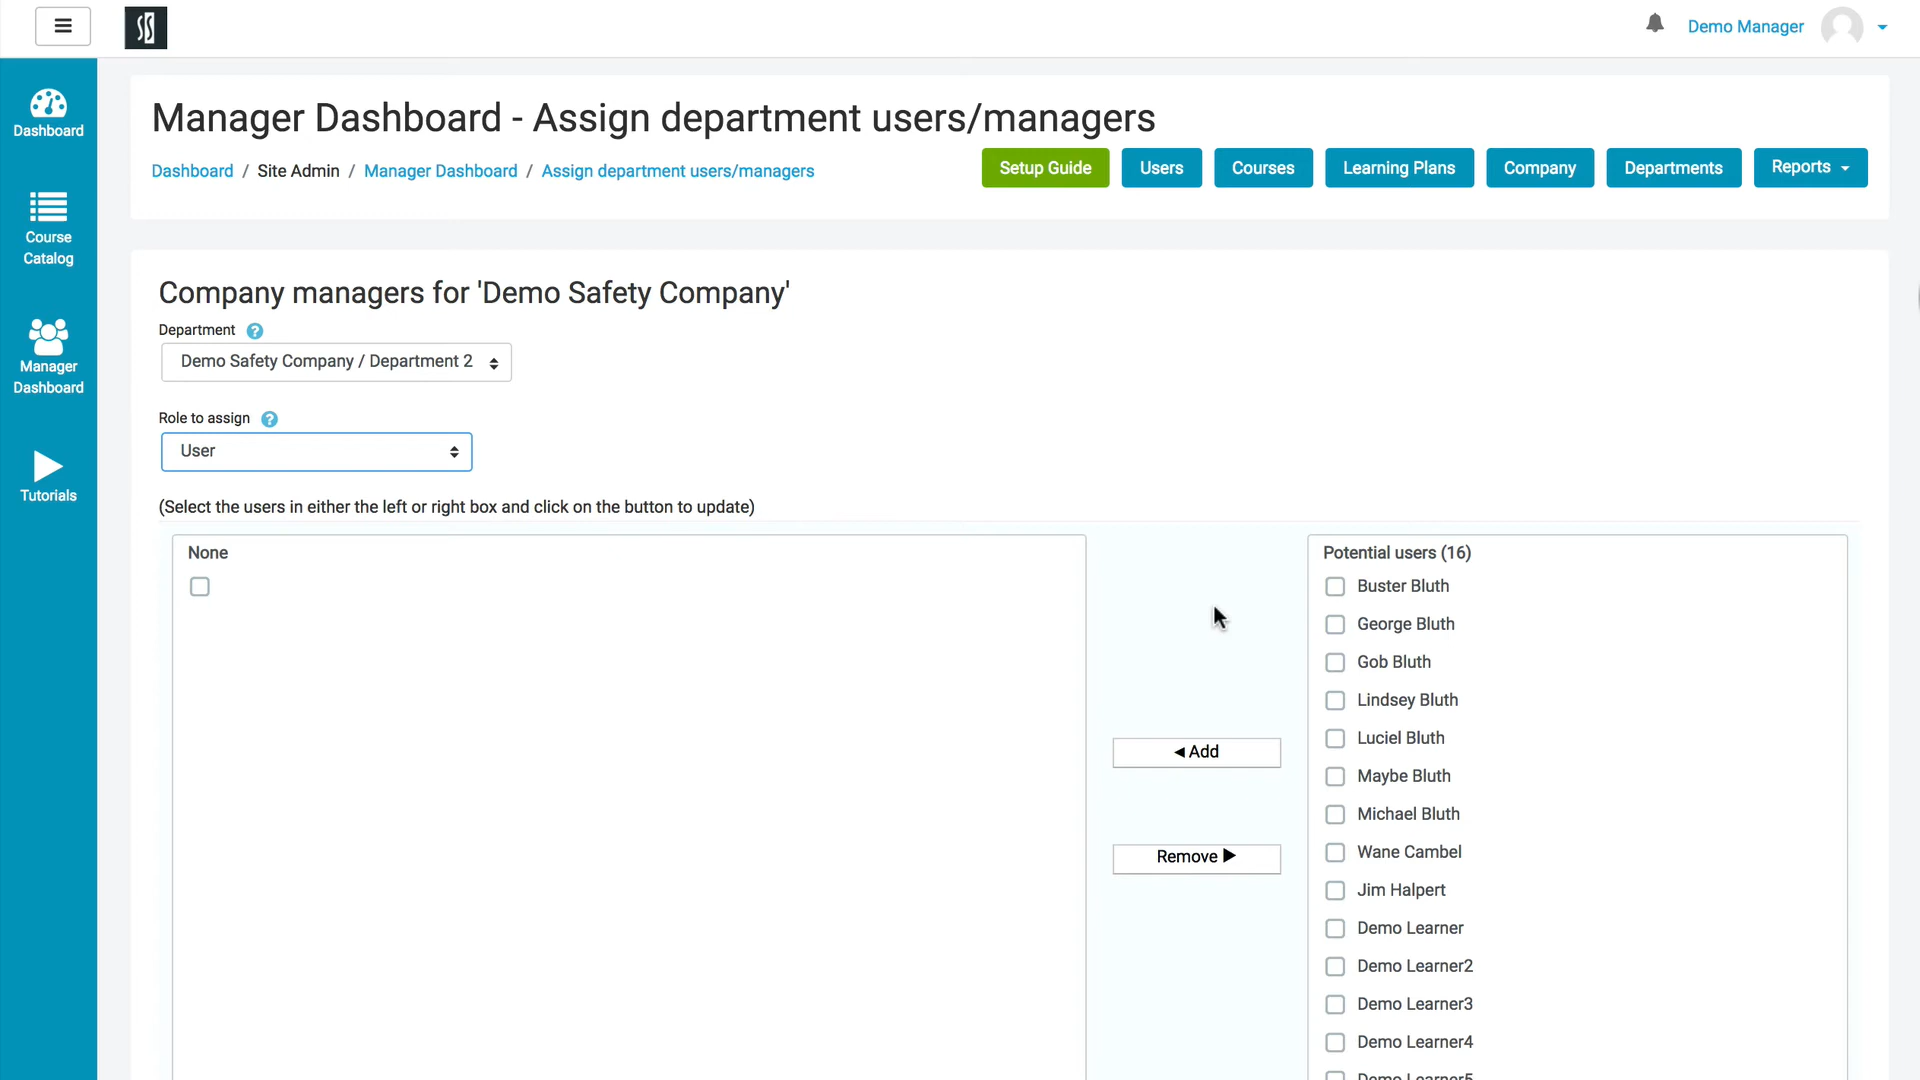 Demo Manager
Dashboard
Course
Catalog
Manager
Dashboard
Tutorials
Manager Dashboard - Assign department users/managers
Dashboard / Site Admin / Manager Dashboard / Assign department users/managers
Setup Guide
Users
Courses
Learning Plans
Company
Departments
Reports
Company managers for 'Demo Safety Company'
Department ?
Demo Safety Company / Department 2
Role to assign ?
User
(Select the users in either the left or right box and click on the button to update)
None
◀ Add
Remove ▶
Potential users (16)
Buster Bluth
George Bluth
Gob Bluth
Lindsey Bluth
Luciel Bluth
Maybe Bluth
Michael Bluth
Wane Cambel
Jim Halpert
Demo Learner
Demo Learner2
Demo Learner3
Demo Learner4
Demo Learner5